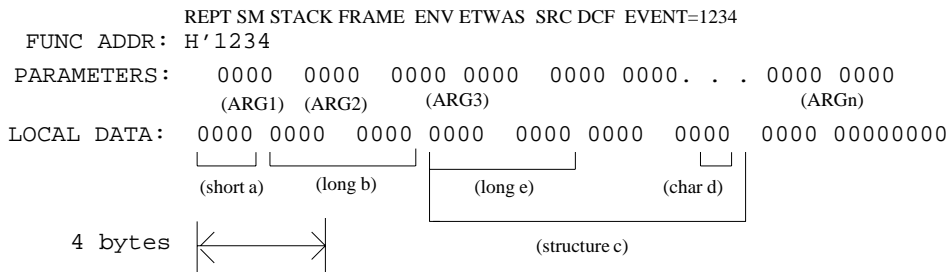 REPT SM STACK FRAME ENV ETWAS SRC DCF EVENT=1234
FUNC ADDR: H'1234
PARAMETERS: 0000 0000 0000 0000 0000 0000. . . 0000 0000
(ARG1) (ARG2) (ARG3) (ARGn)
LOCAL DATA: 0000 0000 0000 0000 0000 0000 0000 0000 00000000
(short a) (long b) (long e) (char d)
4 bytes (structure c)